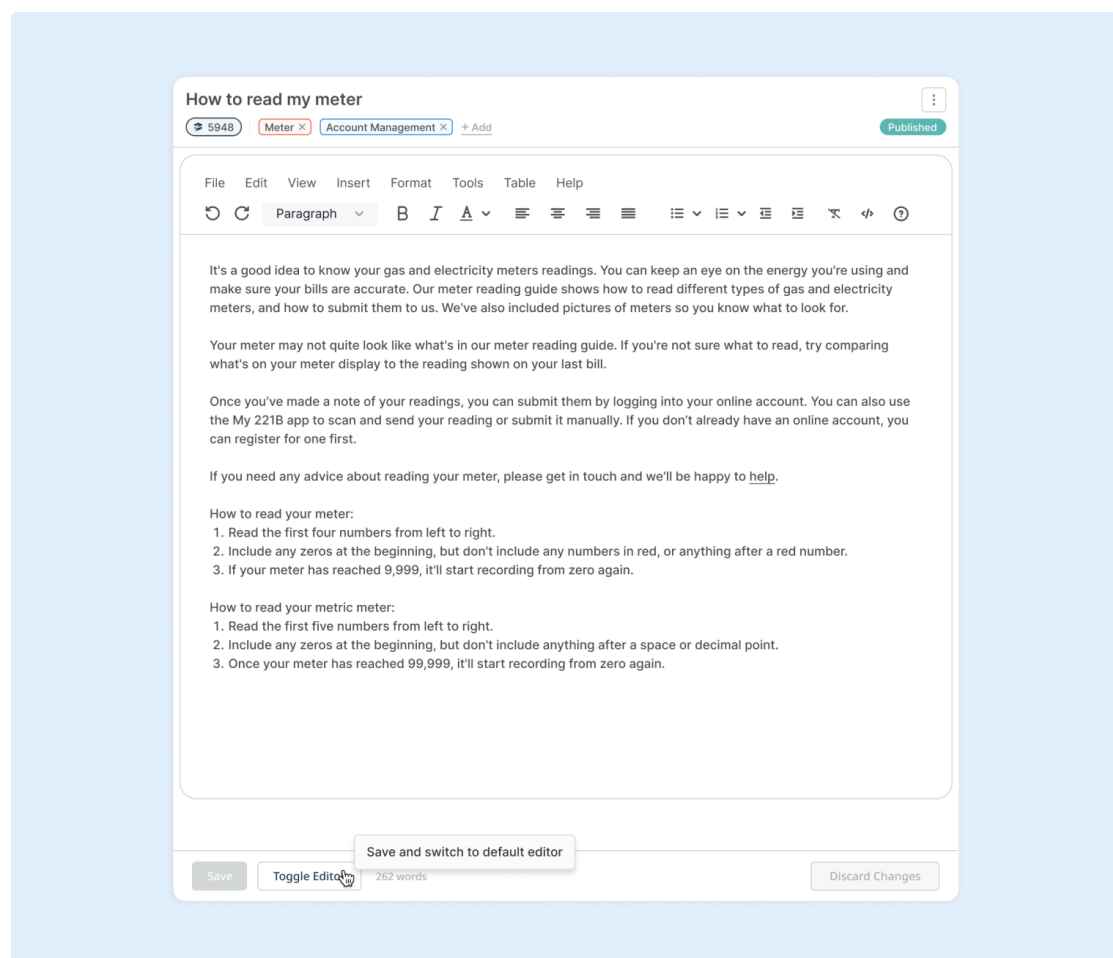 How to read my meter
5948 Meter × Account Management × + Add Published
File Edit View Insert Format Tools Table Help
Paragraph B I A
It's a good idea to know your gas and electricity meters readings. You can keep an eye on the energy you're using and
make sure your bills are accurate. Our meter reading guide shows how to read different types of gas and electricity
meters, and how to submit them to us. We've also included pictures of meters so you know what to look for.
Your meter may not quite look like what's in our meter reading guide. If you're not sure what to read, try comparing
what's on your meter display to the reading shown on your last bill.
Once you've made a note of your readings, you can submit them by logging into your online account. You can also use
the My 221B app to scan and send your reading or submit it manually. If you don't already have an online account, you
can register for one first.
If you need any advice about reading your meter, please get in touch and we'll be happy to help.
How to read your meter:
1. Read the first four numbers from left to right.
2. Include any zeros at the beginning, but don't include any numbers in red, or anything after a red number.
3. If your meter has reached 9,999, it'll start recording from zero again.
How to read your metric meter:
1. Read the first five numbers from left to right.
2. Include any zeros at the beginning, but don't include anything after a space or decimal point.
3. Once your meter has reached 99,999, it'll start recording from zero again.
Save and switch to default editor
Save Toggle Editor 262 words Discard Changes